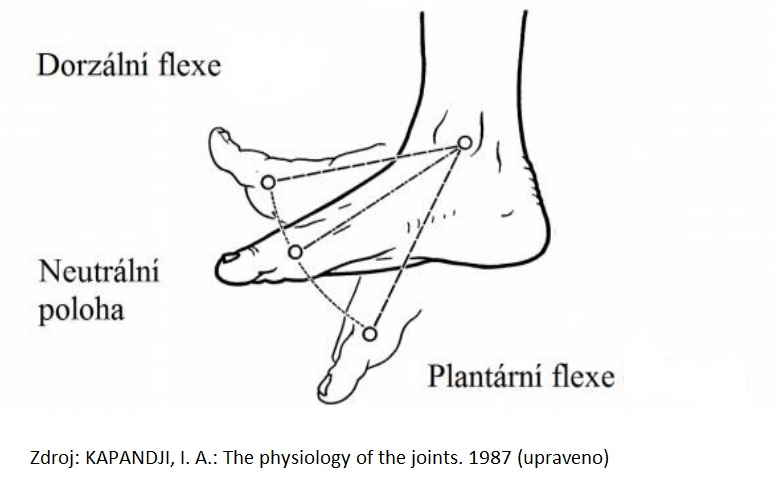 Dorzální flexe
Neutrální
poloha
Plantární flexe
Zdroj: KAPANDJI, I. A.: The physiology of the joints. 1987 (upraveno)